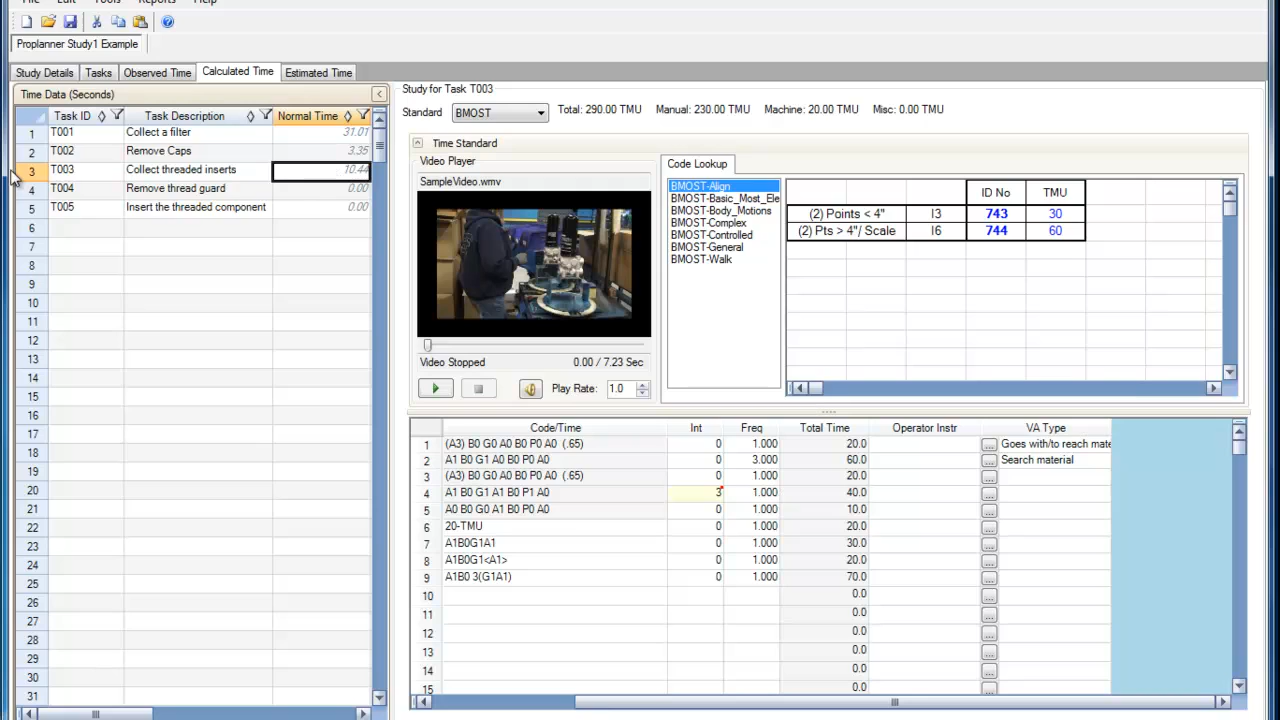 File Edit Tools Reports Help
Proplanner Study1 Example
Study Details Tasks Observed Time Calculated Time Estimated Time
Time Data (Seconds)
Task ID Task Description Normal Time
1 T001 Collect a filter 31.01
2 T002 Remove Caps 3.35
3 T003 Collect threaded inserts 10.44
4 T004 Remove thread guard 0.00
5 T005 Insert the threaded component 0.00
6
7
8
9
10
11
12
13
14
15
16
17
18
19
20
21
22
23
24
25
26
27
28
29
30
31
Study for Task T003
Standard BMOST Total: 290.00 TMU Manual: 230.00 TMU Machine: 20.00 TMU Misc: 0.00 TMU
Time Standard
Video Player
SampleVideo.wmv
Video Stopped 0.00 / 7.23 Sec
Play Rate: 1.0
Code Lookup
BMOST-Align
BMOST-Basic_Most_Ele
BMOST-Body_Motions
BMOST-Complex
BMOST-Controlled
BMOST-General
BMOST-Walk
ID No TMU
(2) Points < 4" I3 743 30
(2) Pts > 4"/ Scale I6 744 60
Code/Time Int Freq Total Time Operator Instr VA Type
1 (A3) B0 G0 A0 B0 P0 A0 (.65) 0 1.000 20.0 ... Goes with/to reach mate
2 A1 B0 G1 A0 B0 P0 A0 0 3.000 60.0 ... Search material
3 (A3) B0 G0 A0 B0 P0 A0 (.65) 0 1.000 20.0 ...
4 A1 B0 G1 A1 B0 P1 A0 3 1.000 40.0 ...
5 A0 B0 G0 A1 B0 P0 A0 0 1.000 10.0 ...
6 20-TMU 0 1.000 20.0 ...
7 A1B0G1A1 0 1.000 30.0 ...
8 A1B0G1<A1> 0 1.000 20.0 ...
9 A1B0 3(G1A1) 0 1.000 70.0 ...
10 0.0 ...
11 0.0 ...
12 0.0 ...
13 0.0 ...
14 0.0 ...
15 0.0 ...